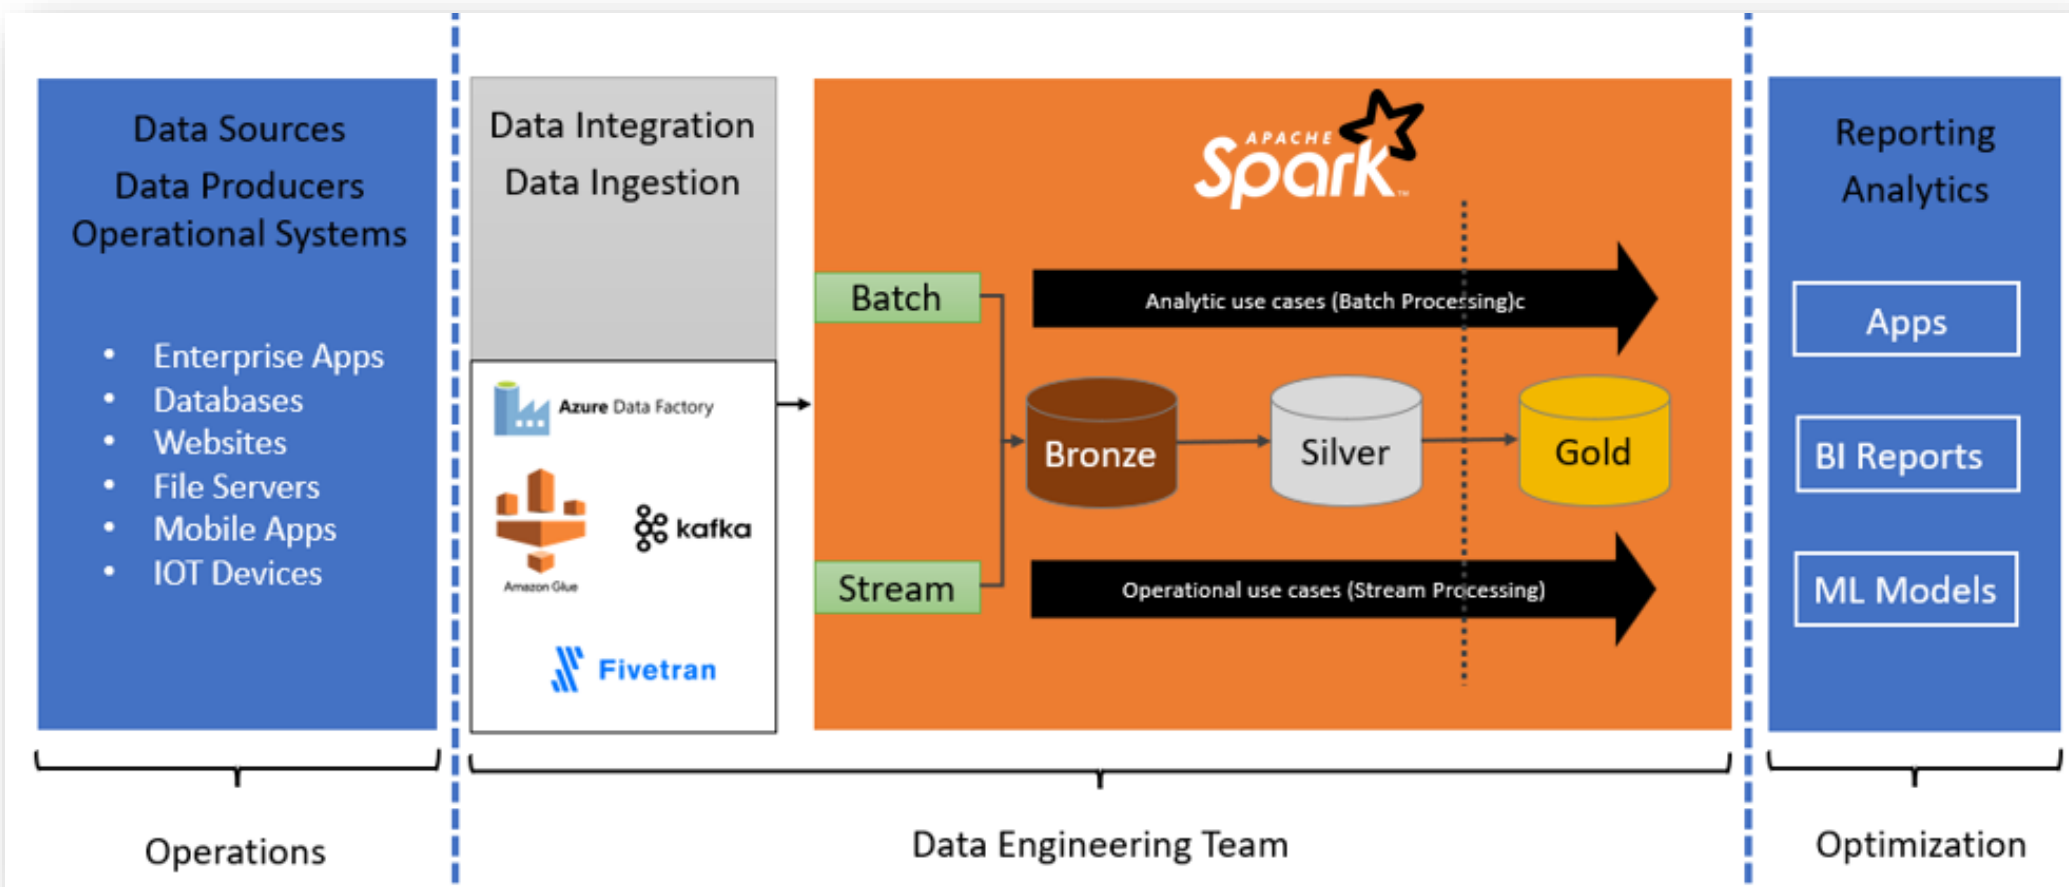 Data Sources
Data Producers
Operational Systems
• Enterprise Apps
• Databases
• Websites
• File Servers
• Mobile Apps
• IOT Devices
Operations
Data Integration
Data Ingestion
Azure Data Factory
Amazon Glue
kafka
Fivetran
APACHE
Spark™
Batch
Analytic use cases (Batch Processing)c
Bronze
Silver
Gold
Stream
Operational use cases (Stream Processing)
Data Engineering Team
Reporting
Analytics
Apps
BI Reports
ML Models
Optimization